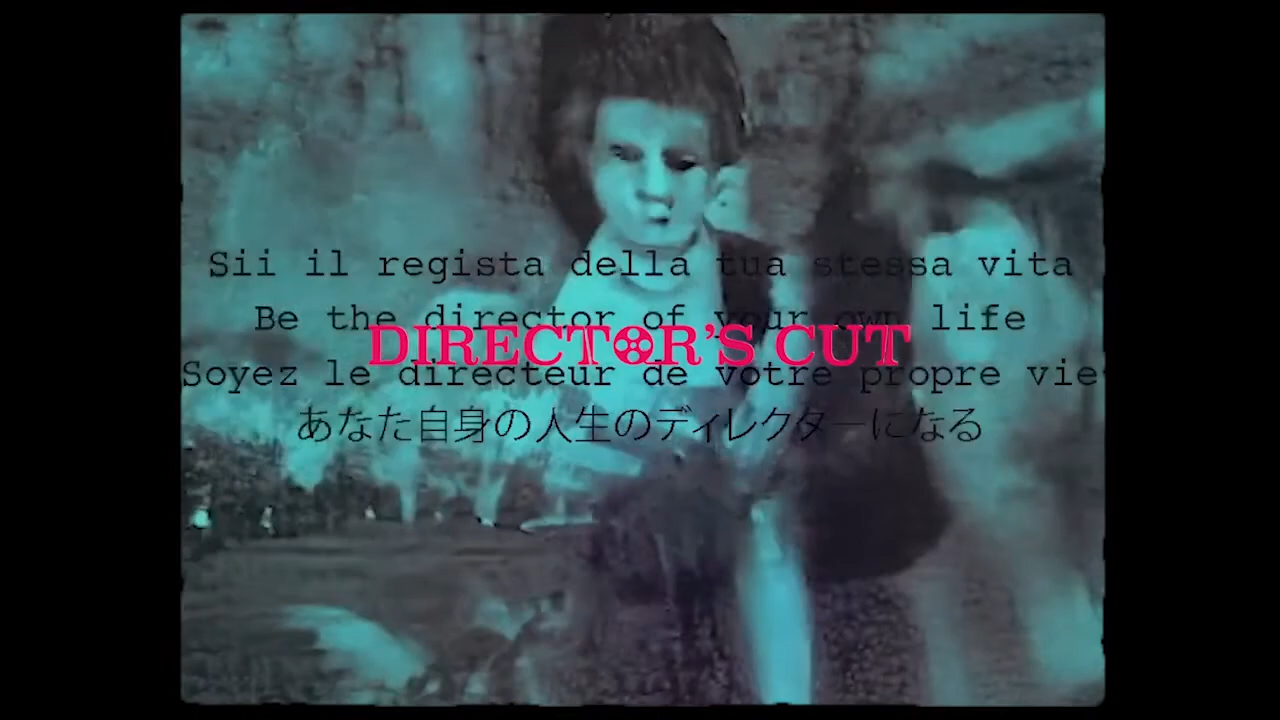 Sii il regista della tua stessa vita
Be the director of your own life
DIRECTOR'S CUT
Soyez le directeur de votre propre vie
あなた自身の人生のディレクターになる